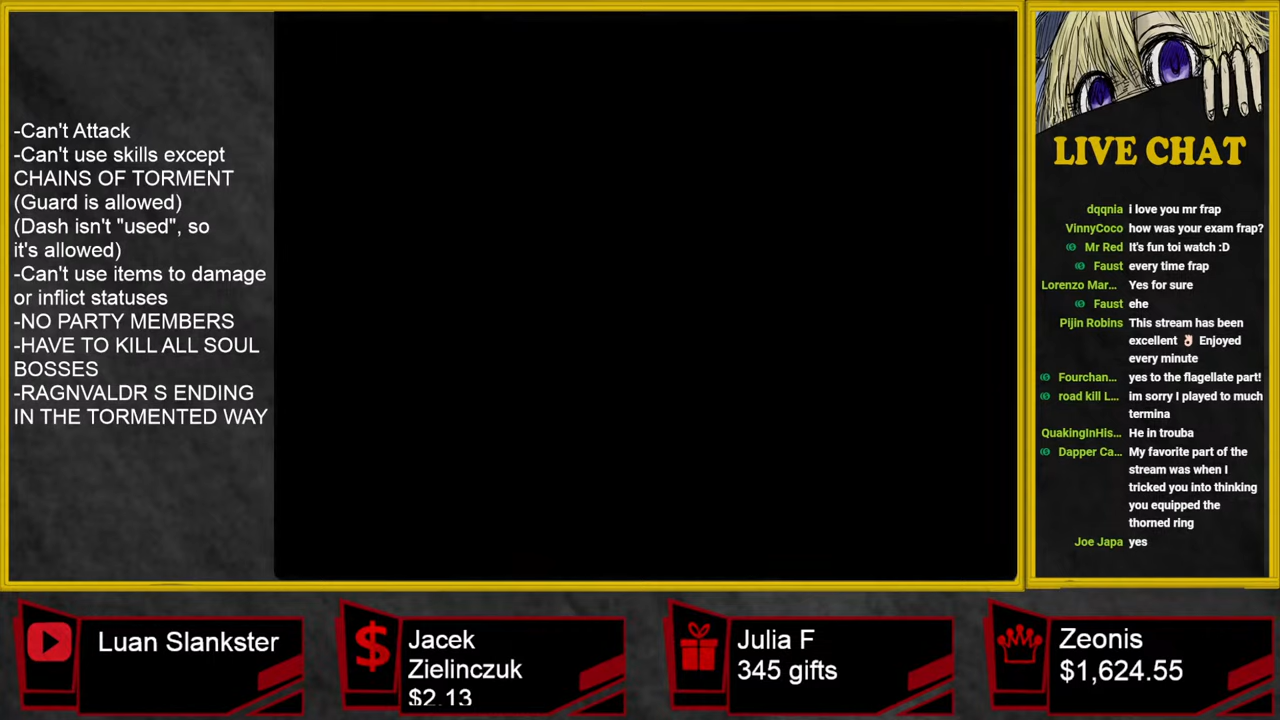 -Can't Attack
-Can't use skills except
CHAINS OF TORMENT
(Guard is allowed)
(Dash isn't "used", so
it's allowed)
-Can't use items to damage
or inflict statuses
-NO PARTY MEMBERS
-HAVE TO KILL ALL SOUL
BOSSES
-RAGNVALDR S ENDING
IN THE TORMENTED WAY
LIVE CHAT
dqqnia i love you mr frap
VinnyCoco how was your exam frap?
Mr Red It's fun toi watch :D
Faust every time frap
Lorenzo Mar... Yes for sure
Faust ehe
Pijin Robins This stream has been
excellent 👌🏻 Enjoyed
every minute
Fourchan... yes to the flagellate part!
road kill L... im sorry I played to much
termina
QuakingInHis... He in trouba
Dapper Ca... My favorite part of the
stream was when I
tricked you into thinking
you equipped the
thorned ring
Joe Japa yes
Luan Slankster
Jacek
Zielinczuk
$2.13
Julia F
345 gifts
Zeonis
$1,624.55